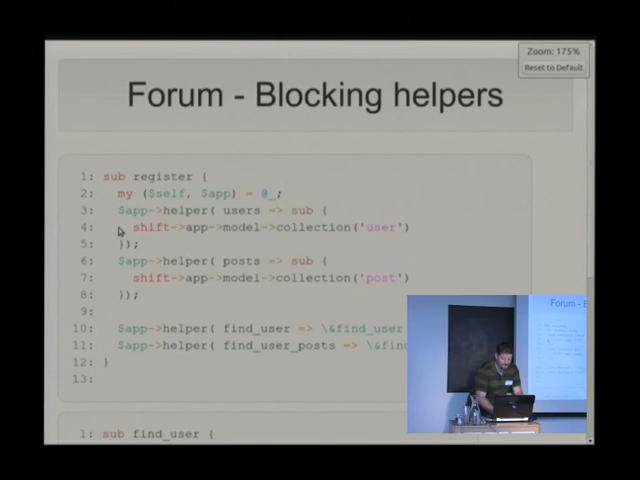 Zoom: 175%
Reset to Default
Forum - Blocking helpers
1: sub register {
2: my ($self, $app) = @_;
3: $app->helper( users => sub {
4: shift->app->model->collection('user')
5: });
6: $app->helper( posts => sub {
7: shift->app->model->collection('post')
8: });
9:
10: $app->helper( find_user => \&find_user
11: $app->helper( find_user_posts => \&find
12: }
13:
1: sub find_user {
Forum - B